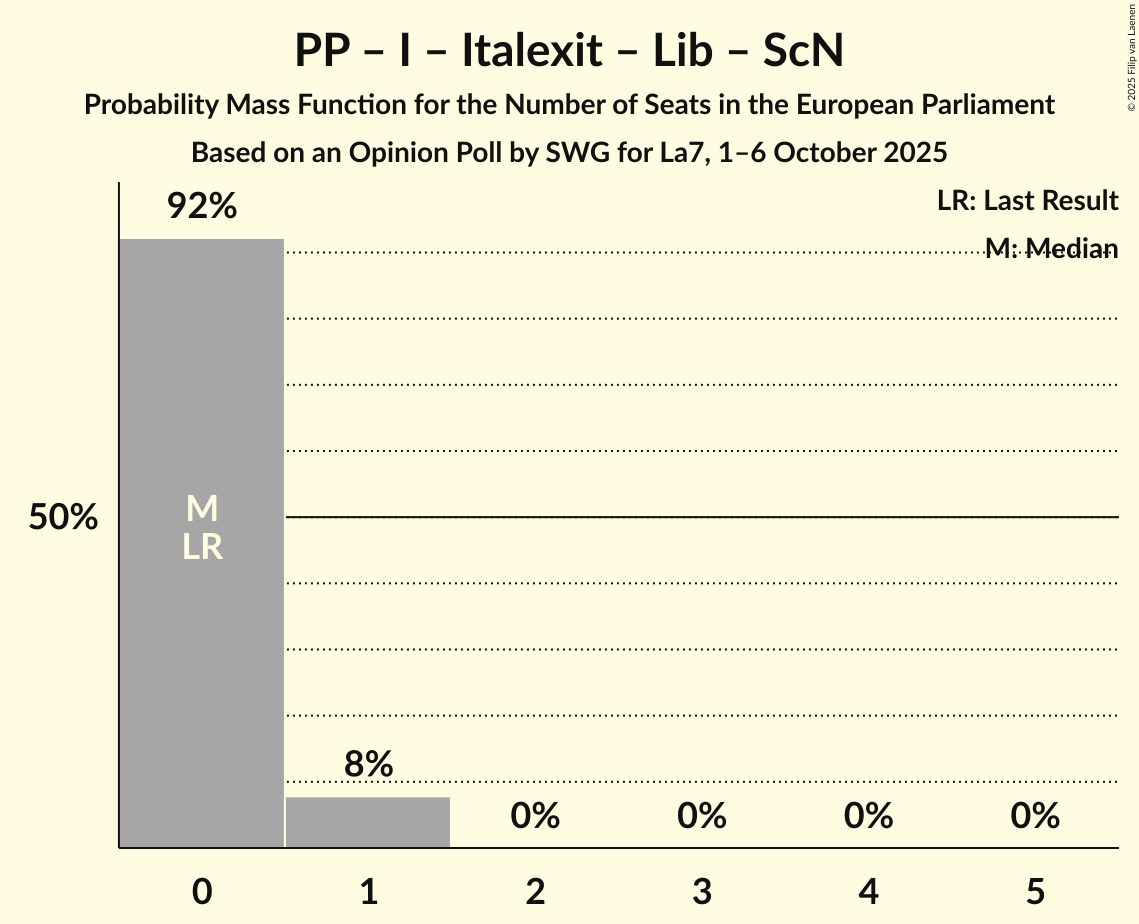 PP – I – Italexit – Lib – ScN
Probability Mass Function for the Number of Seats in the European Parliament
Based on an Opinion Poll by SWG for La7, 1–6 October 2025
© 2025 Filip van Laenen
LR: Last Result
M: Median
92%
50%
M
LR
8%
0%
0%
0%
0%
0
1
2
3
4
5